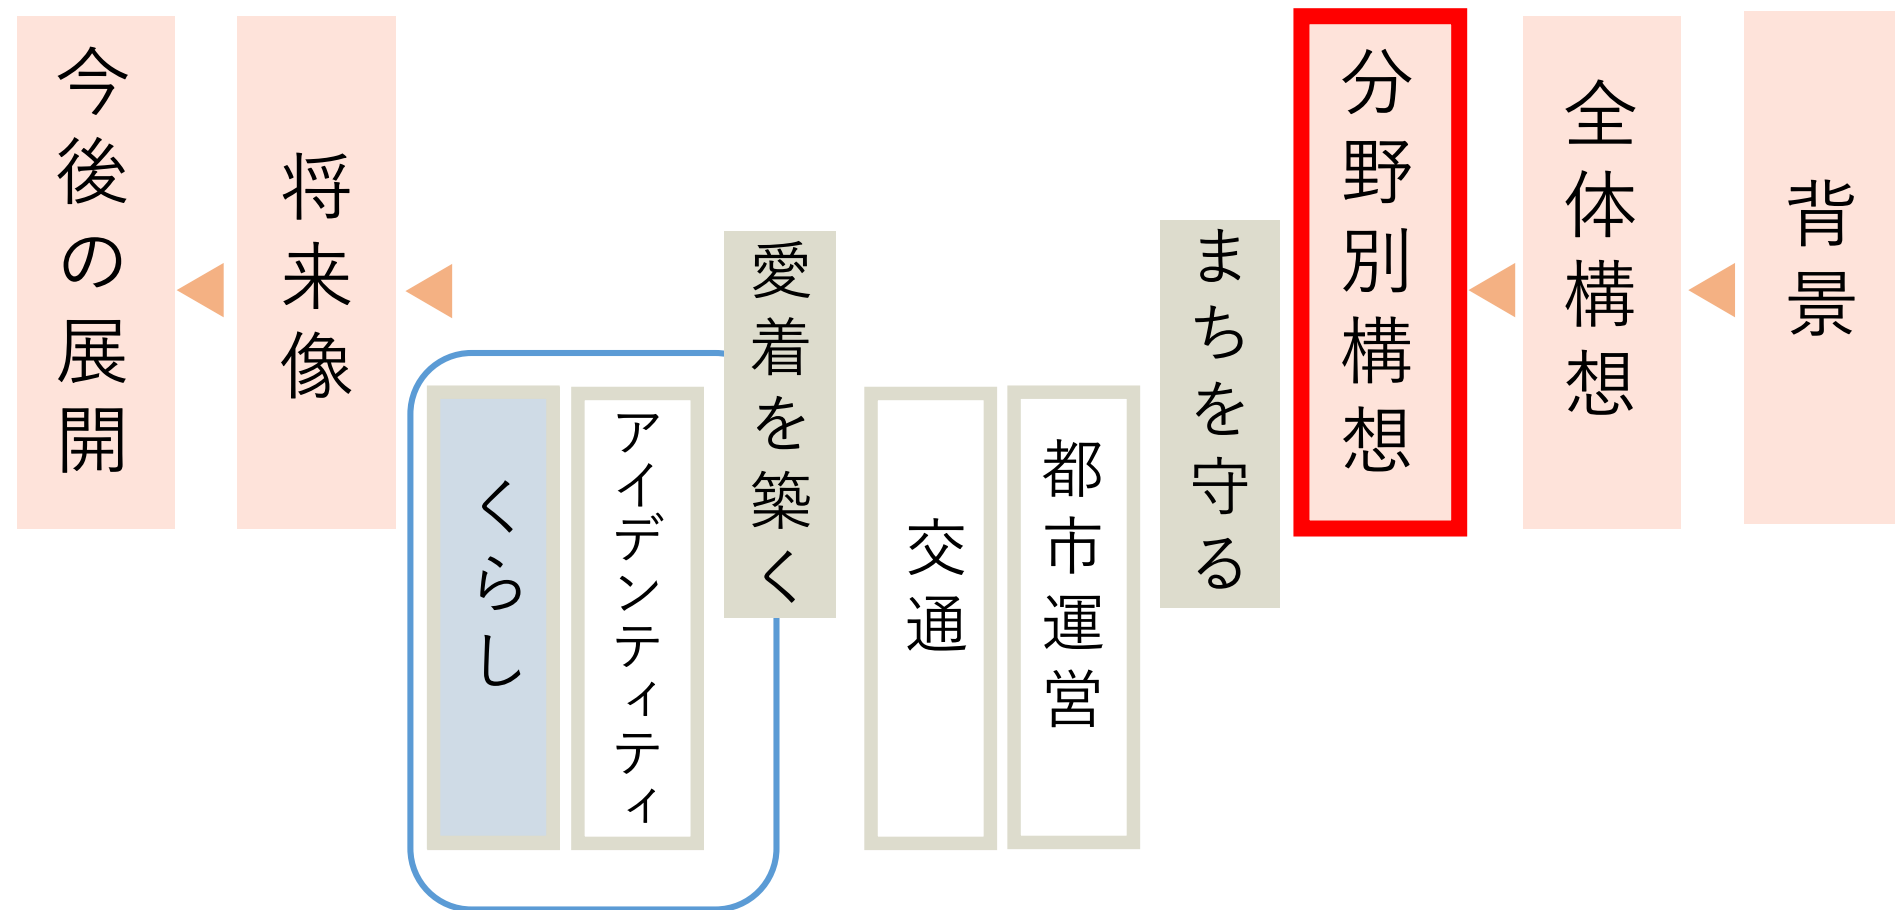 背景
全体構想
分野別構想
まちを守る
都市運営
交通
愛着を築く
アイデンティティ
くらし
将来像
今後の展開